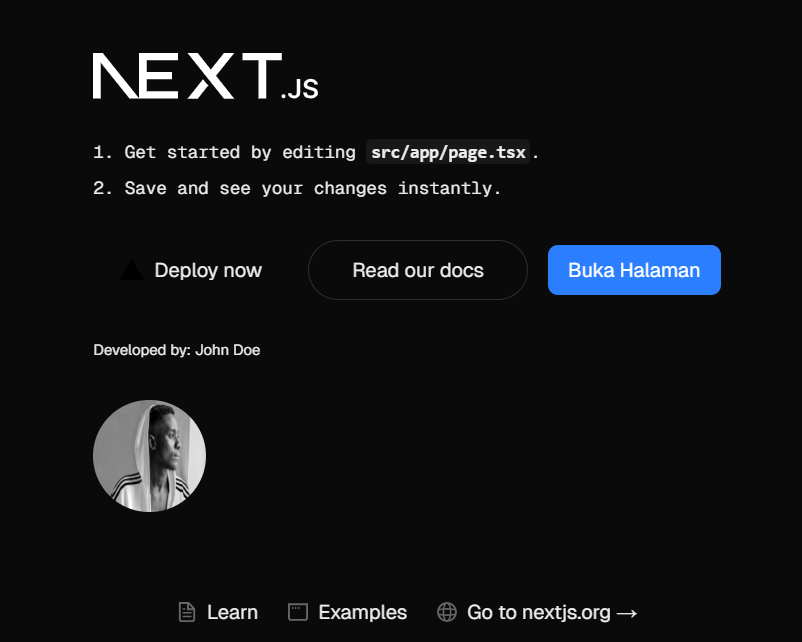 NEXT.JS
1. Get started by editing src/app/page.tsx.
2. Save and see your changes instantly.
Deploy now
Read our docs
Buka Halaman
Developed by: John Doe
Learn
Examples
Go to nextjs.org →